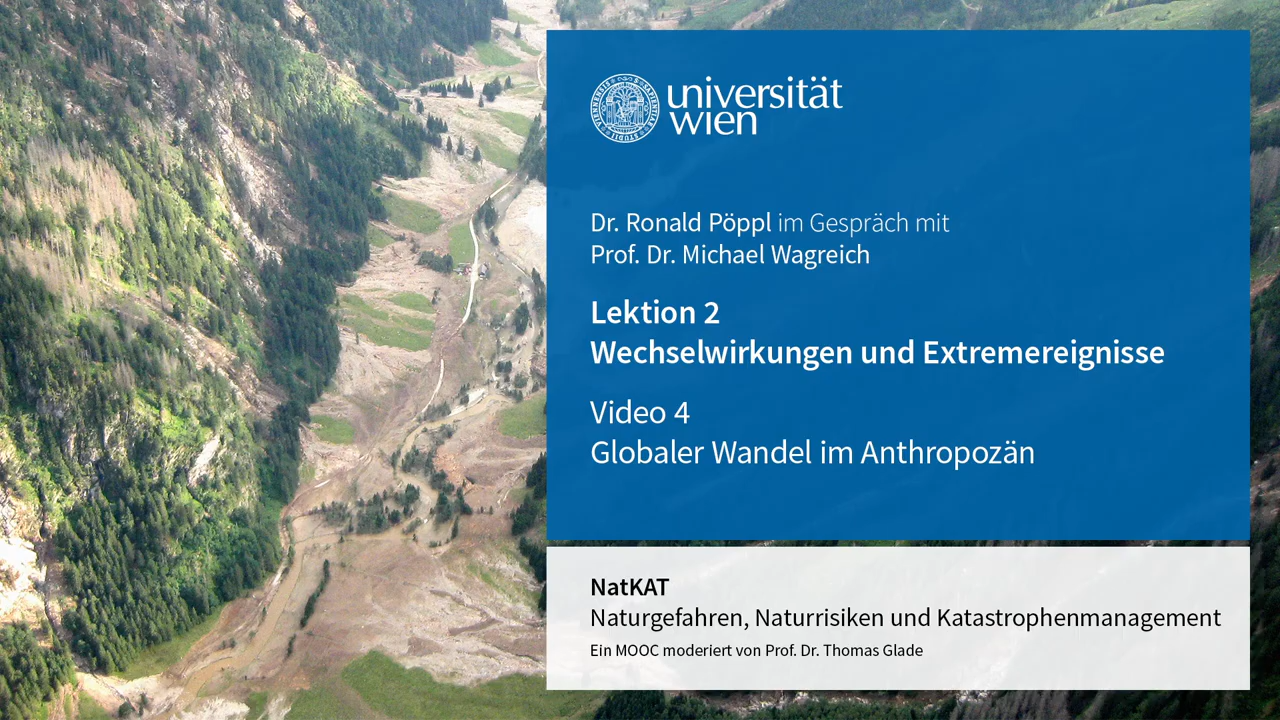 universität
wien
Dr. Ronald Pöppl im Gespräch mit
Prof. Dr. Michael Wagreich
Lektion 2
Wechselwirkungen und Extremereignisse
Video 4
Globaler Wandel im Anthropozän
NatKAT
Naturgefahren, Naturrisiken und Katastrophenmanagement
Ein MOOC moderiert von Prof. Dr. Thomas Glade